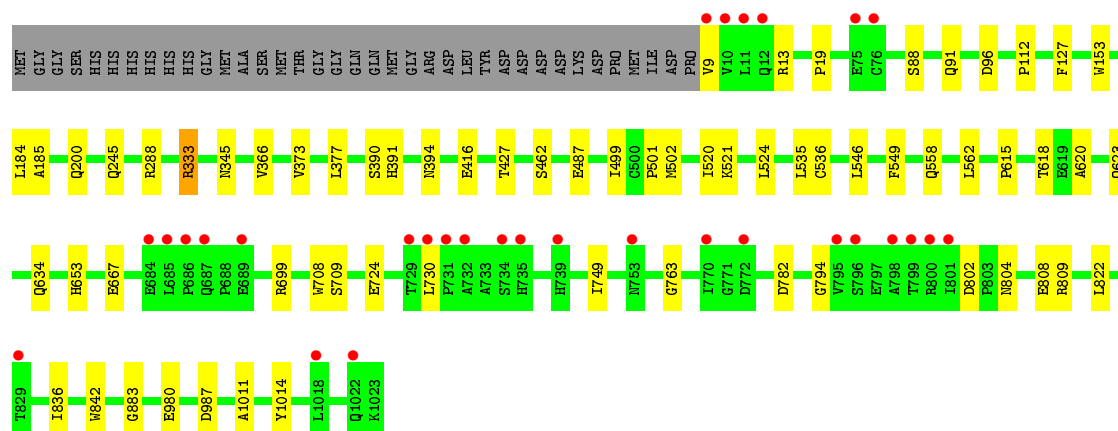 MET GLY GLY SER HIS HIS HIS HIS HIS HIS GLY MET ALA SER MET THR GLY GLY GLN GLN MET GLY ARG ASP LEU TYR ASP ASP ASP ASP LYS ASP PRO MET ILE ASP PRO V9 V10 L11 Q12 R13 P19 E75 C76 S88 Q91 D96 P112 F127 W153
L184 A185 Q200 Q245 R288 R333 N345 V366 V373 L377 S390 H391 N394 E416 T427 S462 E487 I499 C500 P501 M502 I520 K521 L524 L535 C536 L546 F549 Q558 L562 P615 T618 E619 A620 Q623
Q634 H653 E667 E684 L685 P686 Q687 P688 E689 R699 W708 S709 E724 T729 L730 P731 A732 A733 S734 H735 H739 I749 N753 G763 I770 G771 D772 D782 G794 V795 S796 E797 A798 T799 R800 I801 D802 P803 N804 E808 R809 L822
T829 I836 W842 G883 E980 D987 A1011 Y1014 L1018 Q1022 K1023